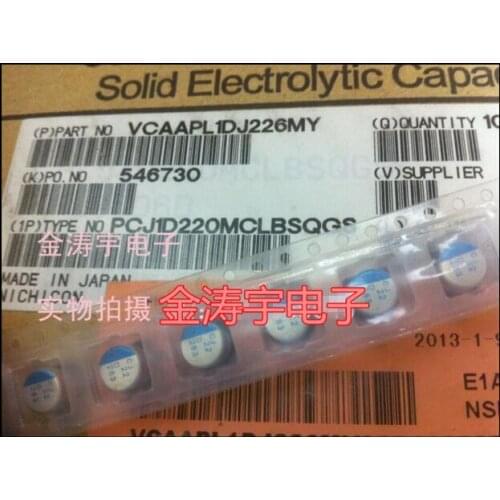 Solid Electrolytic Capac
(P)PART NO VCAAPL1DJ226MY
(Q)QUANTITY 10
(K)PO.NO 546730
(V)SUPPLIER
(1P)TYPE NO PCJ1D220MCLBSQGS
金涛宇电子
MADE IN JAPAN
NICHICON
实物拍摄
金涛宇电子
2013-1-9
E1A
NS